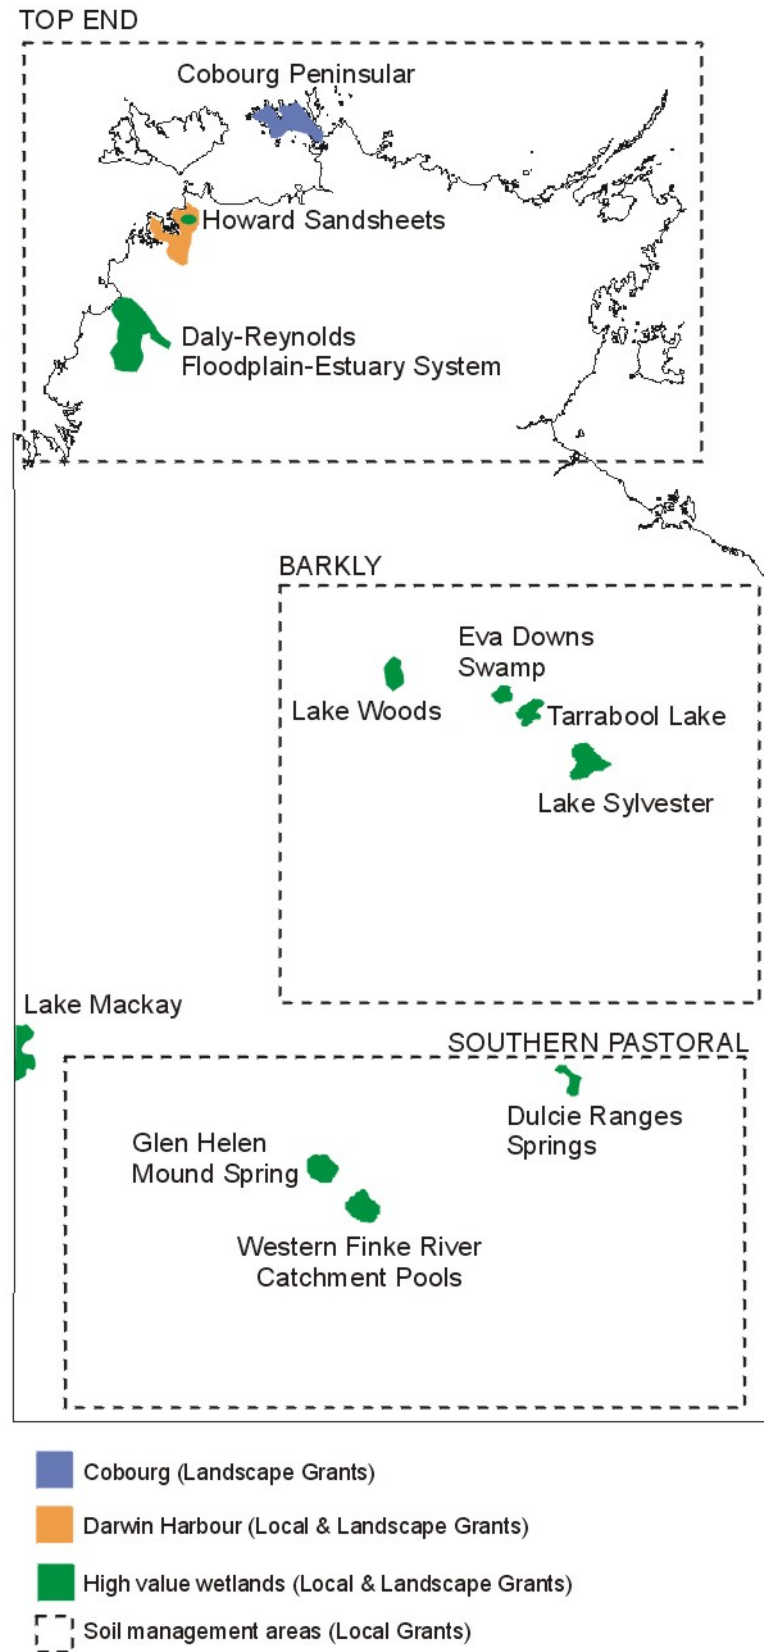 TOP END
Cobourg Peninsular
Howard Sandsheets
Daly-Reynolds
Floodplain-Estuary System
BARKLY
Eva Downs
Swamp
Lake Woods
Tarrabool Lake
Lake Sylvester
Lake Mackay
SOUTHERN PASTORAL
Dulcie Ranges
Springs
Glen Helen
Mound Spring
Western Finke River
Catchment Pools
Cobourg (Landscape Grants)
Darwin Harbour (Local & Landscape Grants)
High value wetlands (Local & Landscape Grants)
Soil management areas (Local Grants)